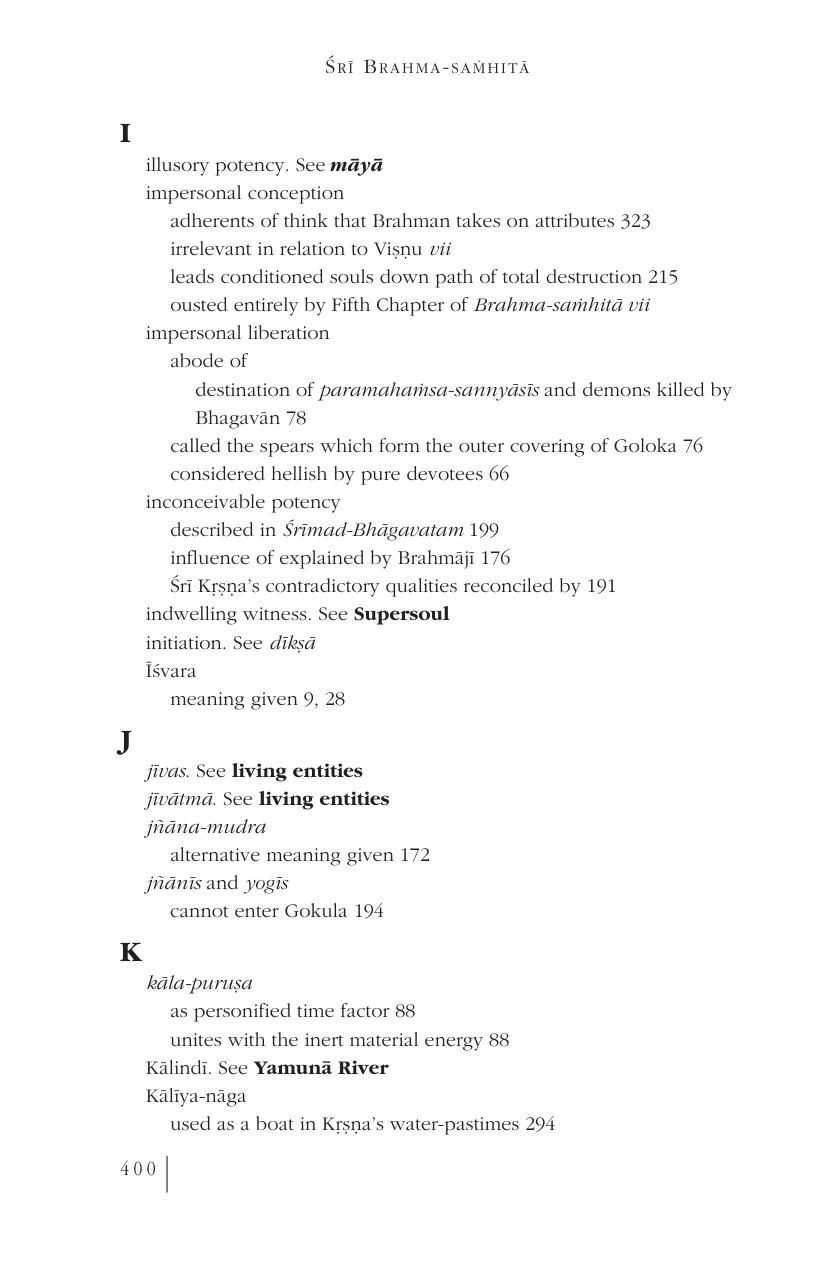 ŚRĪ BRAHMA-SAṀHITĀ
I
illusory potency. See māyā
impersonal conception
adherents of think that Brahman takes on attributes 323
irrelevant in relation to Viṣṇu vii
leads conditioned souls down path of total destruction 215
ousted entirely by Fifth Chapter of Brahma-saṁhitā vii
impersonal liberation
abode of
destination of paramahaṁsa-sannyāsīs and demons killed by
Bhagavān 78
called the spears which form the outer covering of Goloka 76
considered hellish by pure devotees 66
inconceivable potency
described in Śrīmad-Bhāgavatam 199
influence of explained by Brahmājī 176
Śrī Kṛṣṇa’s contradictory qualities reconciled by 191
indwelling witness. See Supersoul
initiation. See dīkṣā
Īśvara
meaning given 9, 28
J
jīvas. See living entities
jīvātmā. See living entities
jñāna-mudra
alternative meaning given 172
jñānīs and yogīs
cannot enter Gokula 194
K
kāla-puruṣa
as personified time factor 88
unites with the inert material energy 88
Kālindī. See Yamunā River
Kālīya-nāga
used as a boat in Kṛṣṇa’s water-pastimes 294
400